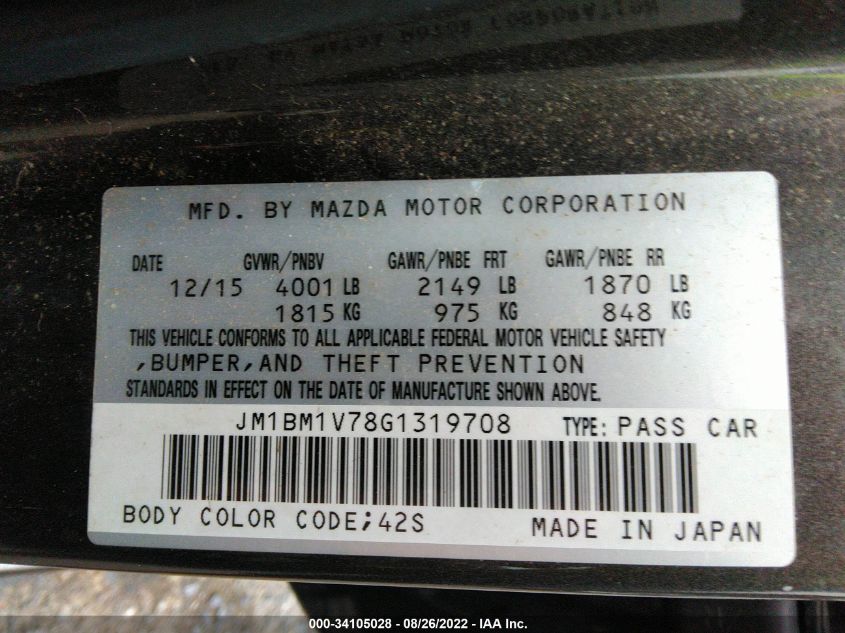 MFD. BY MAZDA MOTOR CORPORATION
DATE GVWR/PNBV GAWR/PNBE FRT GAWR/PNBE RR
12/15 4001 LB 2149 LB 1870 LB
1815 KG 975 KG 848 KG
THIS VEHICLE CONFORMS TO ALL APPLICABLE FEDERAL MOTOR VEHICLE SAFETY
,BUMPER,AND THEFT PREVENTION
STANDARDS IN EFFECT ON THE DATE OF MANUFACTURE SHOWN ABOVE.
JM1BM1V78G1319708 TYPE: PASS CAR
BODY COLOR CODE;42S MADE IN JAPAN
000-34105028 - 08/26/2022 - IAA Inc.